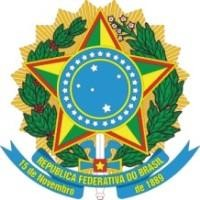 REPÚBLICA FEDERATIVA DO BRASIL
15 de Novembro
de 1889